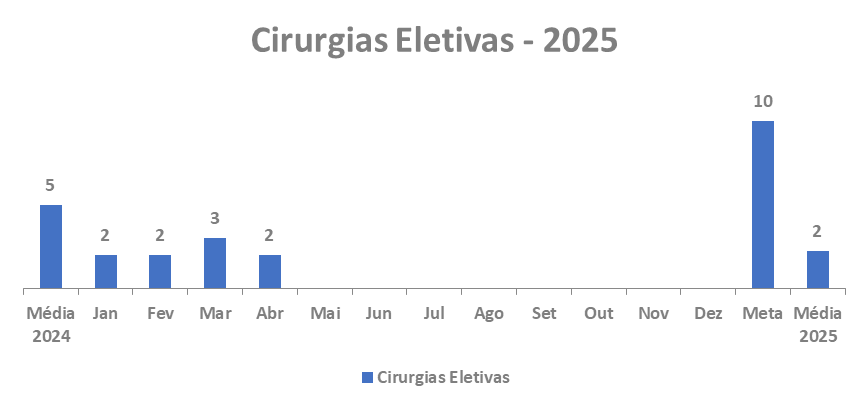 Cirurgias Eletivas - 2025
5
2
2
3
2
10
2
Média 2024
Jan
Fev
Mar
Abr
Mai
Jun
Jul
Ago
Set
Out
Nov
Dez
Meta
Média 2025
Cirurgias Eletivas